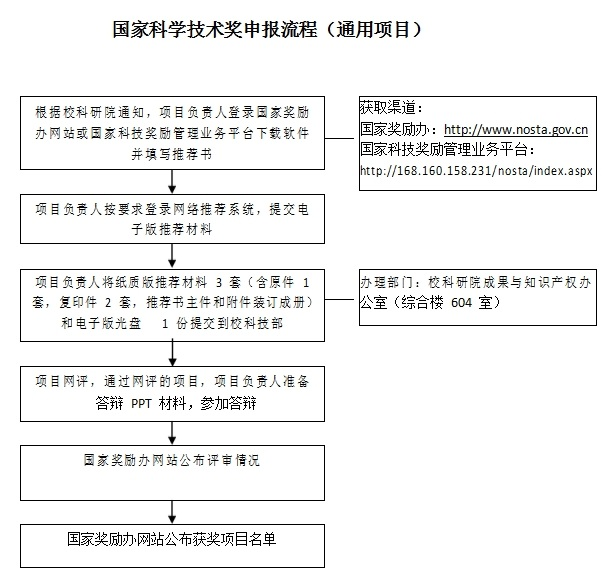 国家科学技术奖申报流程（通用项目）
根据校科研院通知，项目负责人登录国家奖励
办网站或国家科技奖励管理业务平台下载软件
并填写推荐书
获取渠道：
国家奖励办：http://www.nosta.gov.cn
国家科技奖励管理业务平台：
http://168.160.158.231/nosta/index.aspx
项目负责人按要求登录网络推荐系统，提交电
子版推荐材料
项目负责人将纸质版推荐材料 3 套（含原件 1
套，复印件 2 套，推荐书主件和附件装订成册）
和电子版光盘 1 份提交到校科技部
办理部门：校科研院成果与知识产权办
公室（综合楼 604 室）
项目网评，通过网评的项目，项目负责人准备
答辩 PPT 材料，参加答辩
国家奖励办网站公布评审情况
国家奖励办网站公布获奖项目名单